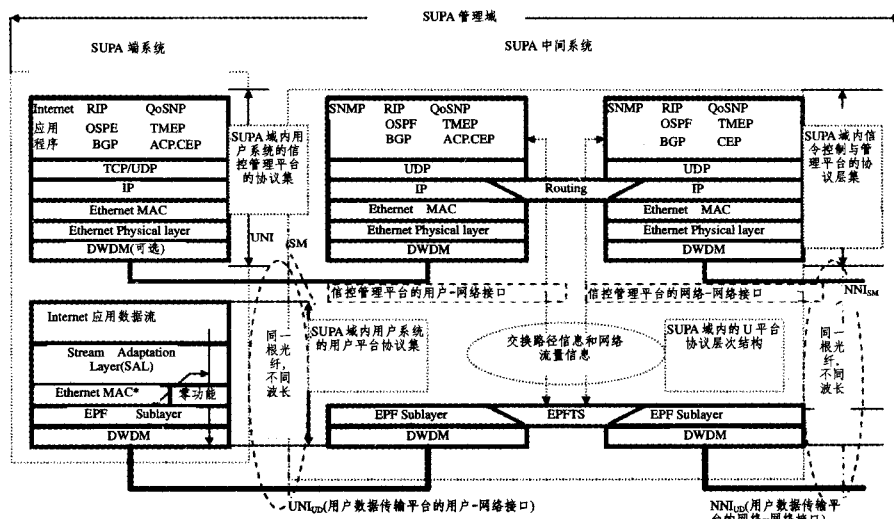 SUPA 管理域
SUPA 端系统
SUPA 中间系统
Internet RIP QoSNP
应用 OSPE TMEP
程序 BGP ACP.CEP
TCP/UDP
IP
Ethernet MAC
Ethernet Physical layer
DWDM(可选)
SUPA 域内用
户系统的信
控管理平台
的协议集
UNI SM
SNMP RIP QoSNP
OSPF TMEP
BGP ACP.CEP
UDP
IP
Ethernet MAC
Ethernet Physical layer
DWDM
Routing
SNMP RIP QoSNP
OSPF TMEP
BGP CEP
UDP
IP
Ethernet MAC
Ethernet Physical layer
DWDM
SUPA 域内信
令控制与管
理平台的协
议层集
信控管理平台的用户-网络接口
信控管理平台的网络-网络接口
NNISM
Internet 应用数据流
Stream Adaptation
Layer(SAL)
Ethernet MAC*
零功能
EPF Sublayer
DWDM
同一
根光
纤,
不同
波长
SUPA 域内用户系统
的用户平台协议集
交换路径信息和网络
流量信息
SUPA 域内的 U 平台
协议层次结构
同一
根光
纤,
不同
波长
EPF Sublayer
DWDM
EPFTS
EPF Sublayer
DWDM
UNIUD(用户数据传输平台的用户-网络接口)
NNIUD(用户数据传输平
台的网络-网络接口)